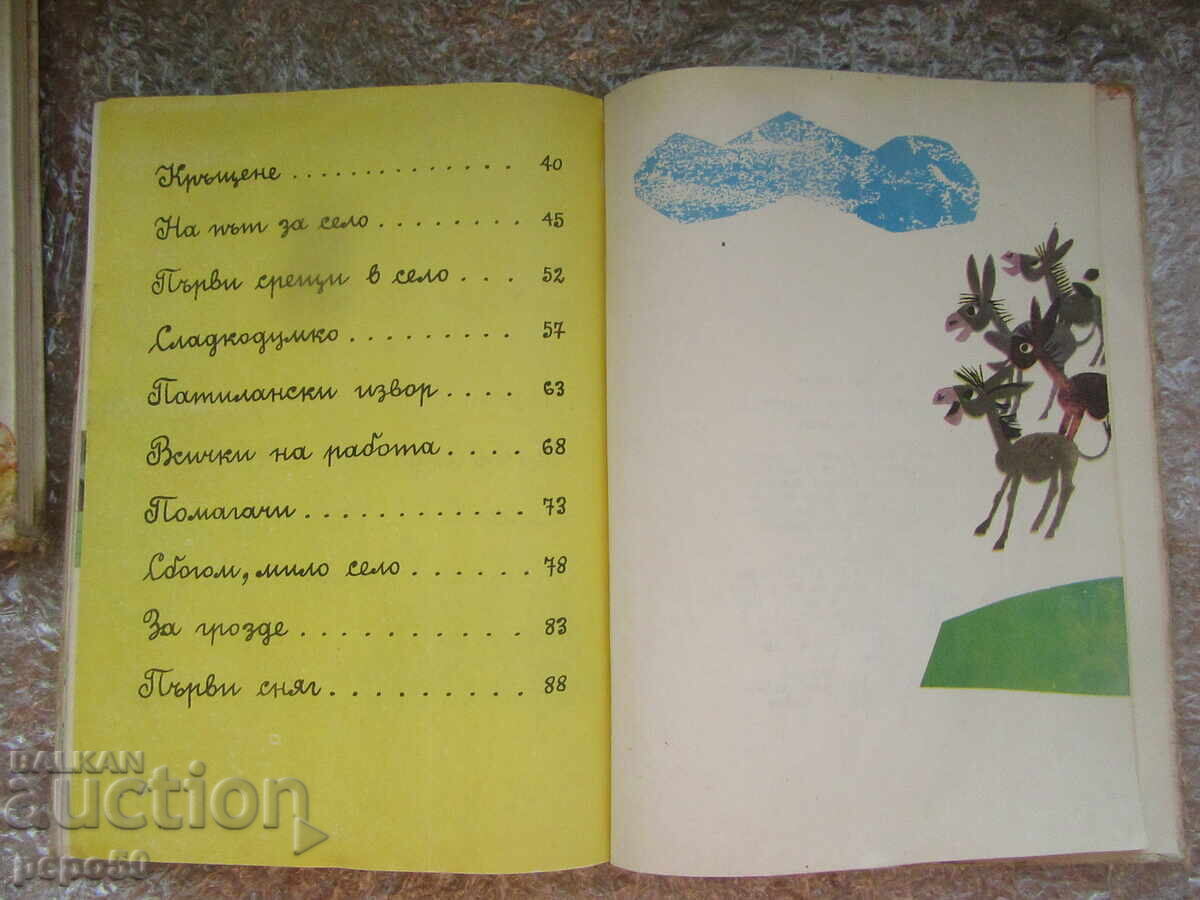 Кръщене . . . . . . . . . . . . . 40
На път за село . . . . . . . . 45
Първи срещи в село . . . 52
Сладкодумко . . . . . . . . . 57
Патилански извор . . . . 63
Всички на работа . . . . 68
Помагачи . . . . . . . . . . . . 73
Сбогом, мило село . . . . . . 78
За грозде . . . . . . . . . . 83
Първи сняг . . . . . . . . . 88
BALKAN
auction
pepo50